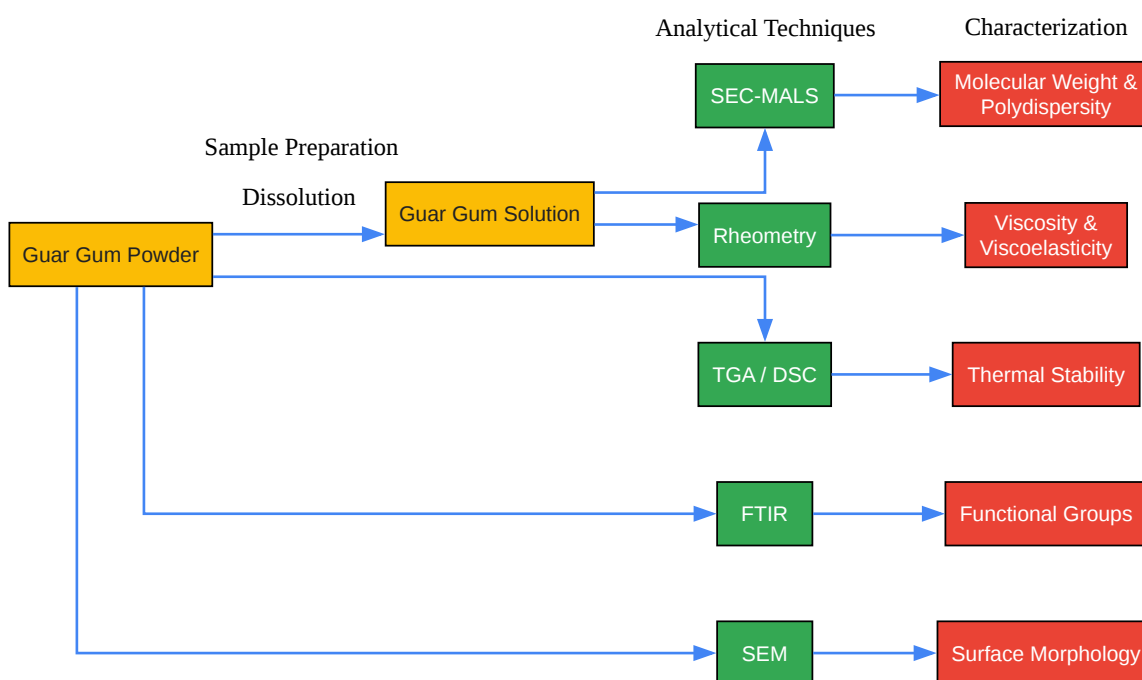 Analytical Techniques
Characterization
SEC-MALS
Molecular Weight &
Polydispersity
Sample Preparation
Dissolution
Guar Gum Solution
Guar Gum Powder
Rheometry
Viscosity &
Viscoelasticity
TGA / DSC
Thermal Stability
FTIR
Functional Groups
SEM
Surface Morphology